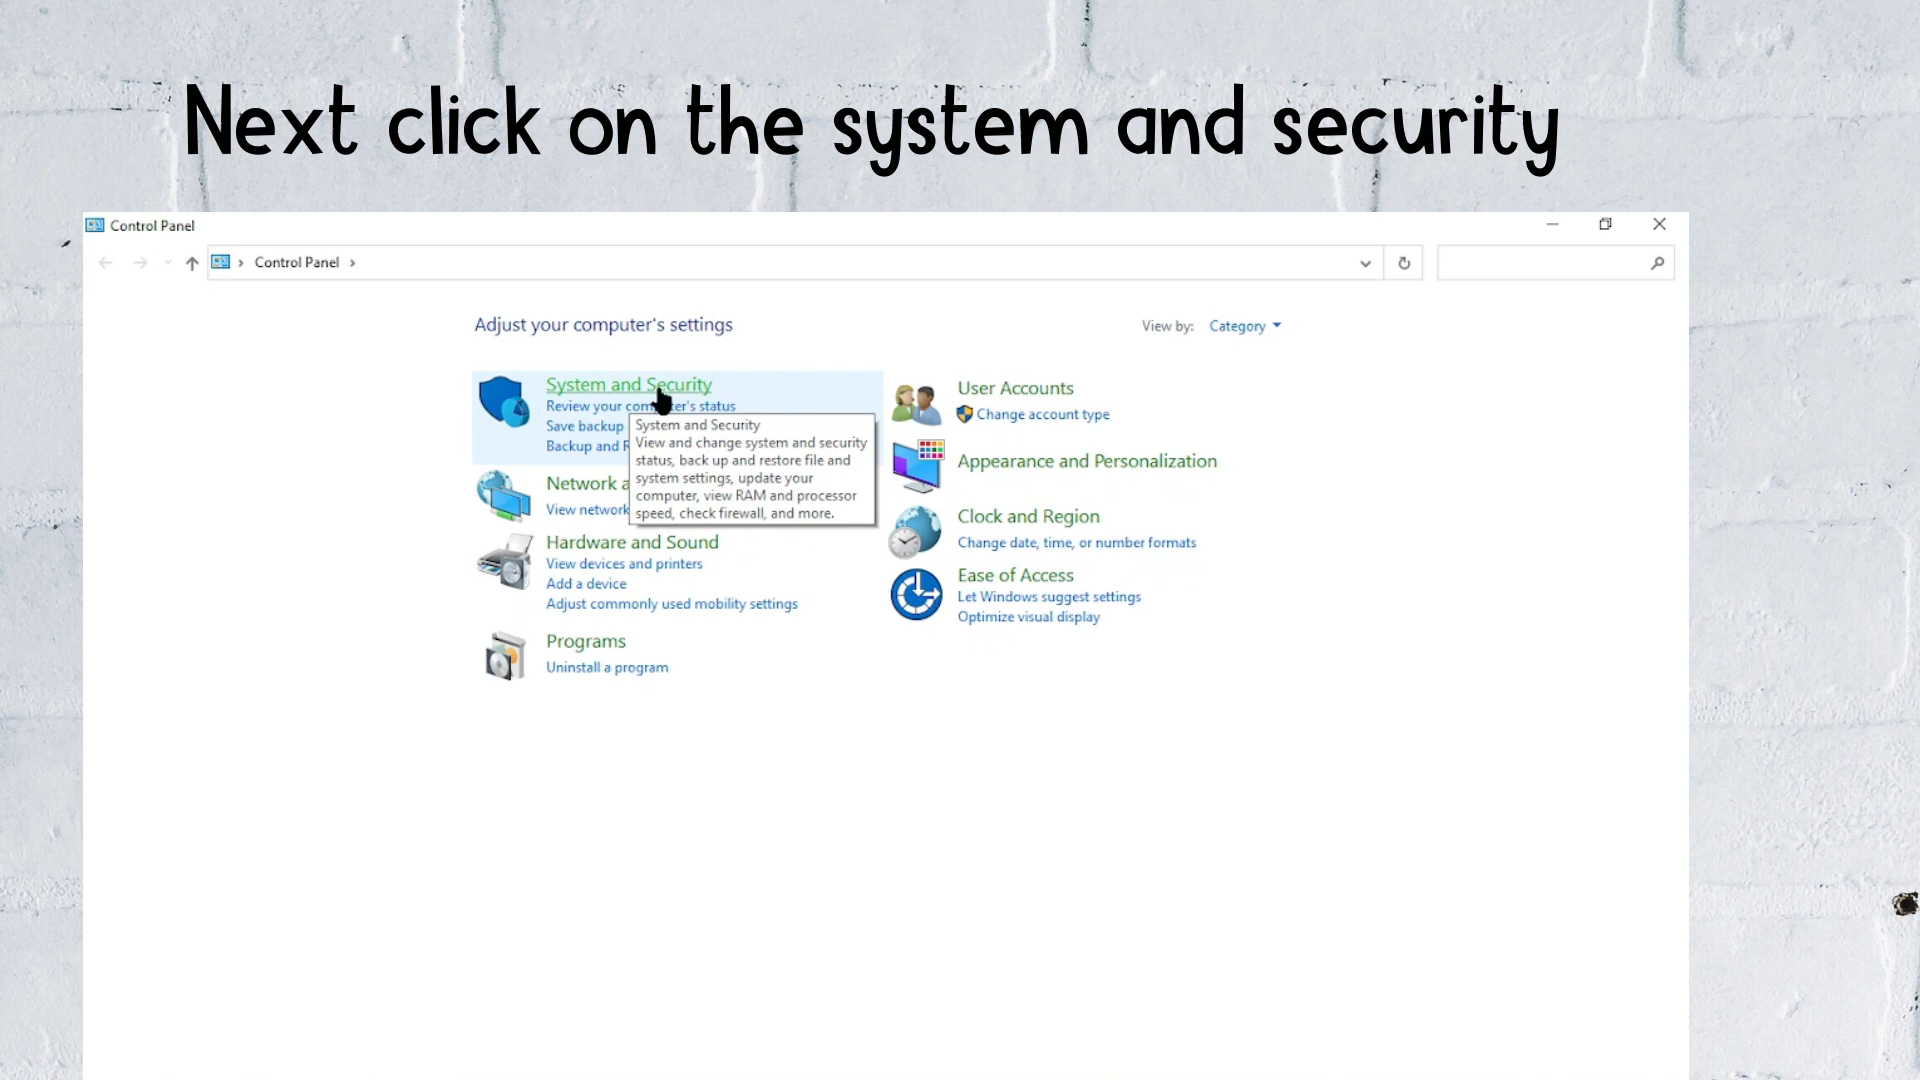 Next click on the system and security
Control Panel
Control Panel
Adjust your computer's settings
View by: Category
System and Security
Review your computer's status
Save backup
Backup and R
System and Security
View and change system and security
status, back up and restore file and
system settings, update your
computer, view RAM and processor
speed, check firewall, and more.
Network a
View network
Hardware and Sound
View devices and printers
Add a device
Adjust commonly used mobility settings
Programs
Uninstall a program
User Accounts
Change account type
Appearance and Personalization
Clock and Region
Change date, time, or number formats
Ease of Access
Let Windows suggest settings
Optimize visual display